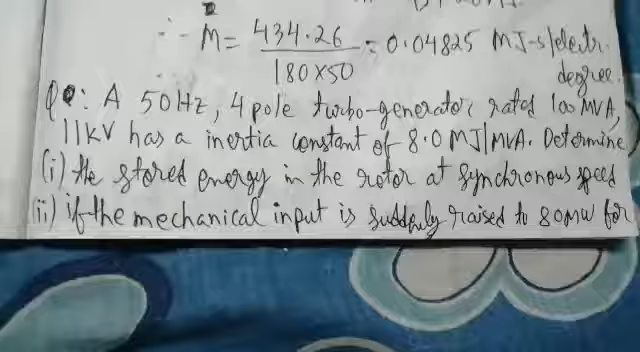 ∴ M = 434.26 / 180×50 = 0.04825 MJ-s/electr.
degree.
Q: A 50Hz, 4 pole turbo-generator rated 100 MVA,
11KV has a inertia constant of 8.0 MJ/MVA. Determine
(i) the stored energy in the rotor at synchronous speed
(ii) if the mechanical input is suddenly raised to 80MW for